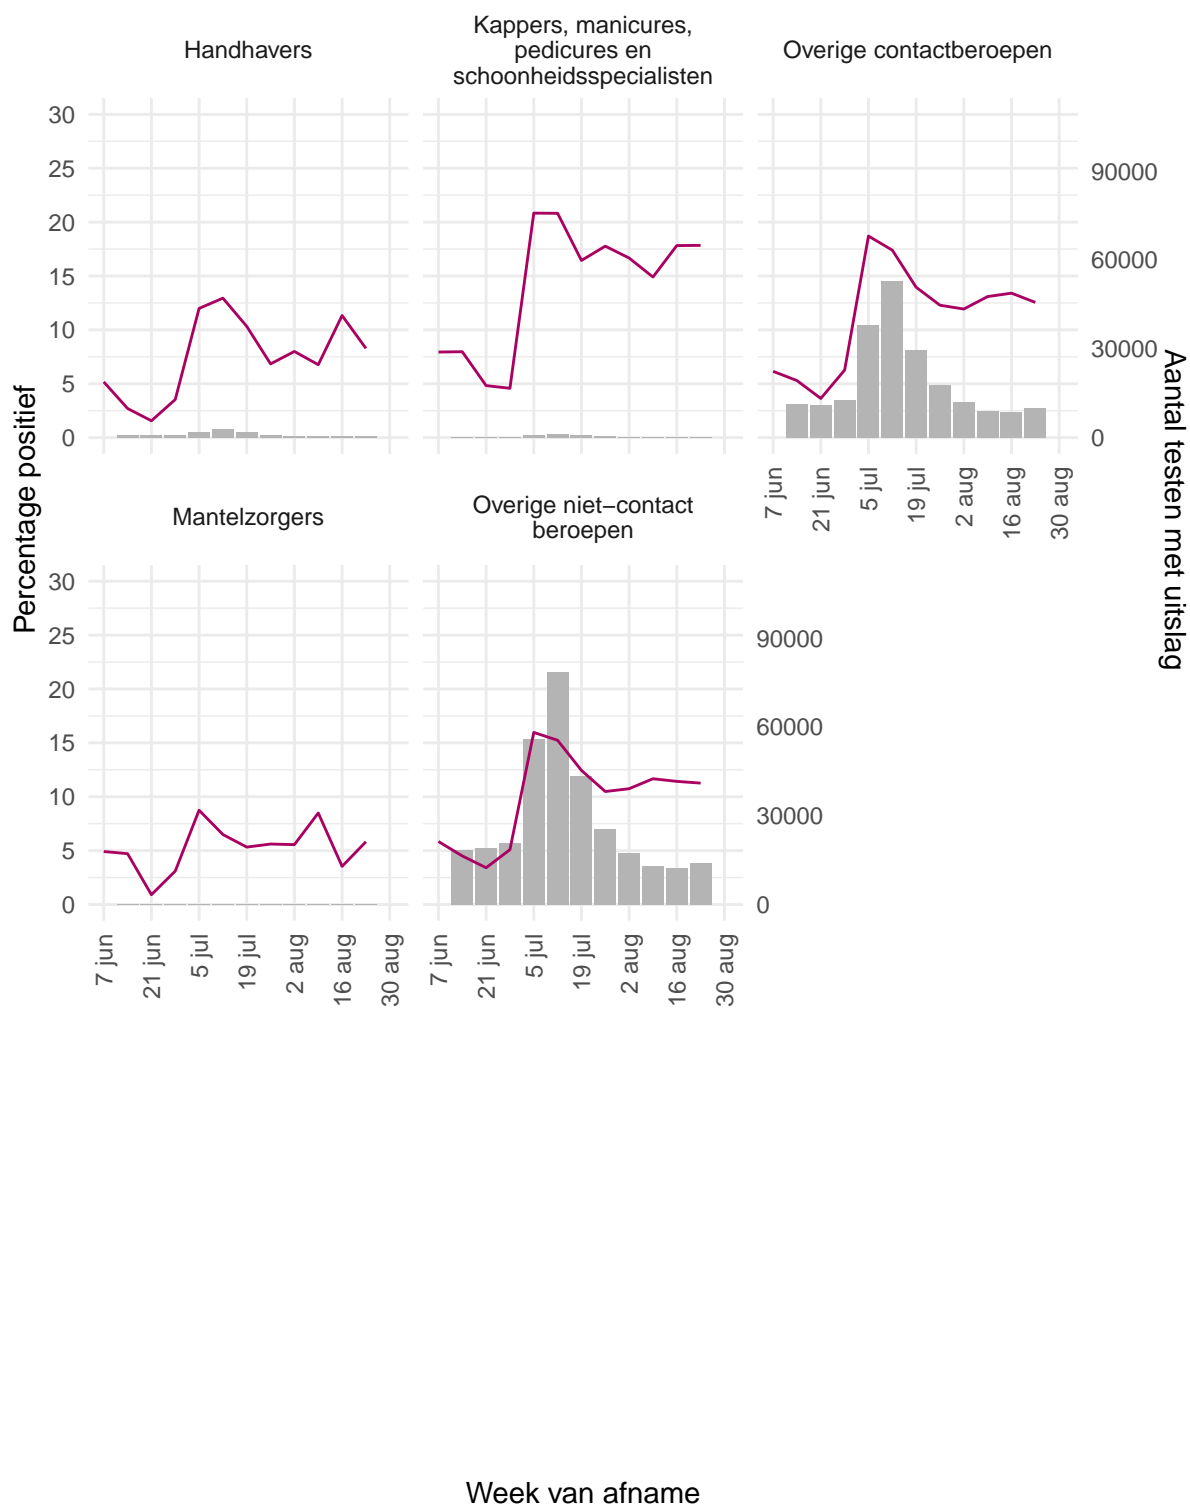 Handhavers
Kappers, manicures,
pedicures en
schoonheidsspecialisten
Overige contactberoepen
30
25
20
15
10
5
0
90000
60000
30000
0
7 jun
21 jun
5 jul
19 jul
2 aug
16 aug
30 aug
Mantelzorgers
Overige niet−contact
beroepen
30
25
20
15
10
5
0
90000
60000
30000
0
7 jun
21 jun
5 jul
19 jul
2 aug
16 aug
30 aug
7 jun
21 jun
5 jul
19 jul
2 aug
16 aug
30 aug
Percentage positief
Aantal testen met uitslag
Week van afname